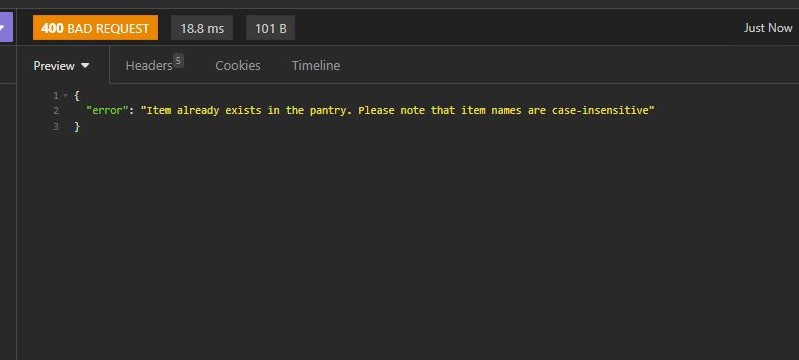 400 BAD REQUEST 18.8 ms 101 B Just Now
Preview Headers 5 Cookies Timeline
1 {
2 "error": "Item already exists in the pantry. Please note that item names are case-insensitive"
3 }